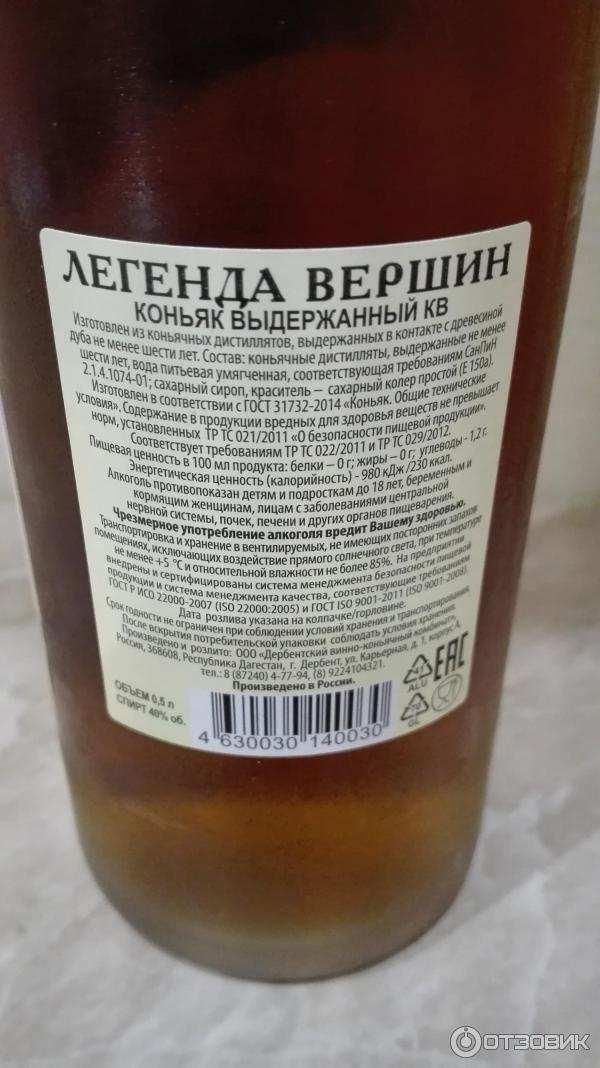 ЛЕГЕНДА ВЕРШИН
КОНЬЯК ВЫДЕРЖАННЫЙ КВ
Изготовлен из коньячных дистиллятов, выдержанных в контакте с древесиной
дуба не менее шести лет. Состав: коньячные дистилляты, выдержанные не менее
шести лет, вода питьевая умягченная, соответствующая требованиям СанПиН
2.1.4.1074-01; сахарный сироп, краситель – сахарный колер простой (Е 150а).
Изготовлен в соответствии с ГОСТ 31732-2014 «Коньяк. Общие технические
условия». Содержание в продукции вредных для здоровья веществ не превышает
норм, установленных ТР ТС 021/2011 «О безопасности пищевой продукции».
Соответствует требованиям ТР ТС 022/2011 и ТР ТС 029/2012.
Пищевая ценность в 100 мл продукта: белки – 0 г; жиры – 0 г; углеводы - 1,2 г.
Энергетическая ценность (калорийность) - 980 кДж /230 ккал.
Алкоголь противопоказан детям и подросткам до 18 лет, беременным и
кормящим женщинам, лицам с заболеваниями центральной
нервной системы, почек, печени и других органов пищеварения.
Чрезмерное употребление алкоголя вредит Вашему здоровью.
Транспортировка и хранение в вентилируемых, не имеющих посторонних запахов
помещениях, исключающих воздействие прямого солнечного света, при температуре
не менее +5 °С и относительной влажности не более 85%. На предприятии
внедрены и сертифицированы система менеджмента безопасности пищевой
продукции и система менеджмента качества, соответствующие требованиям
ГОСТ Р ИСО 22000-2007 (ISO 22000:2005) и ГОСТ ISO 9001-2011 (ISO 9001-2008).
Дата розлива указана на колпачке/горловине.
Срок годности не ограничен при соблюдении условий хранения и транспортирования.
После вскрытия потребительской упаковки соблюдать условия хранения.
Произведено и розлито: ООО «Дербентский винно-коньячный комбинат»,
Россия, 368608, Республика Дагестан, г. Дербент, ул. Карьерная, д. 1, корпус А,
тел.: 8 (87240) 4-77-94, (8) 9224104321.
Произведено в России.
ОБЪЕМ 0,5 л
СПИРТ 40% об.
41
ALU
EAC
70
GL
4 630030 140030
ОТЗОВИК